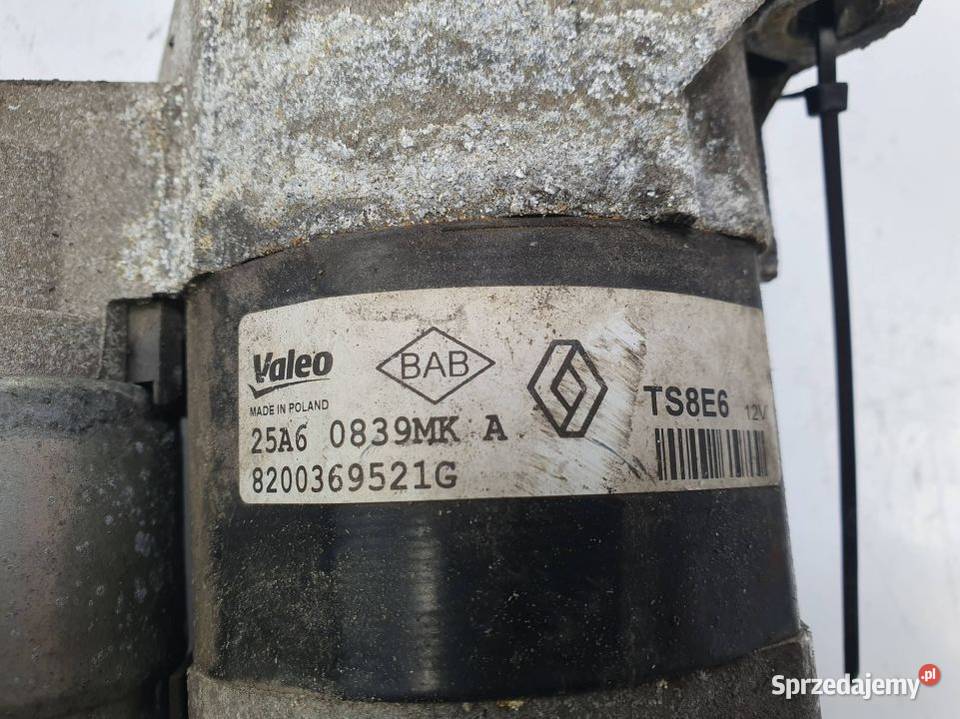 Valeo
MADE IN POLAND
BAB
TS8E6 12V
25A6 0839MK A
8200369521G
Sprzedajemy.pl